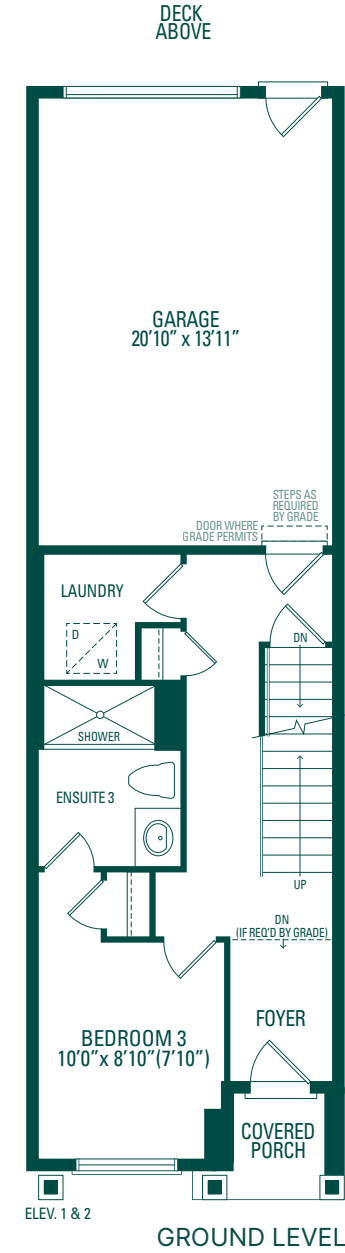 DECK
ABOVE
GARAGE
20'10" x 13'11"
STEPS AS
REQUIRED
BY GRADE
DOOR WHERE
GRADE PERMITS
LAUNDRY
D
W
DN
SHOWER
ENSUITE 3
UP
DN
(IF REQ'D BY GRADE)
FOYER
BEDROOM 3
10'0" x 8'10" (7'10")
COVERED
PORCH
ELEV. 1 & 2
GROUND LEVEL